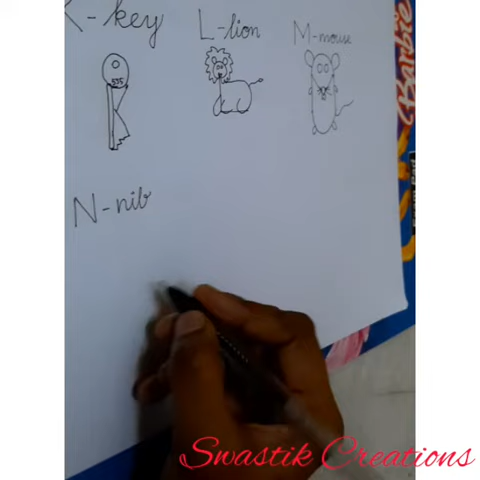 K-key
L-lion
M-mouse
535
N-nib
Barbie
Swastik Creations